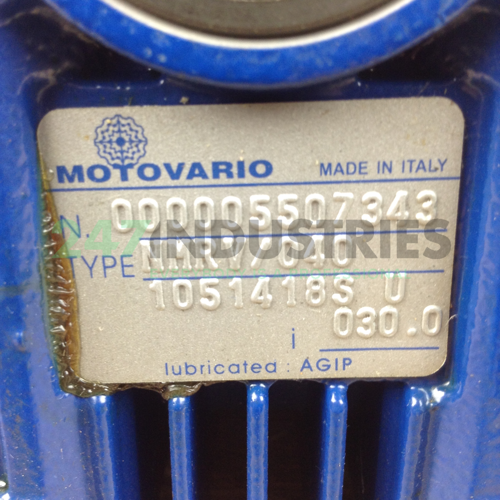 MOTOVARIO MADE IN ITALY
N. 000005507343
247 INDUSTRIES
TYPE NMRV/040
1051418S U
i 030.0
lubricated : AGIP